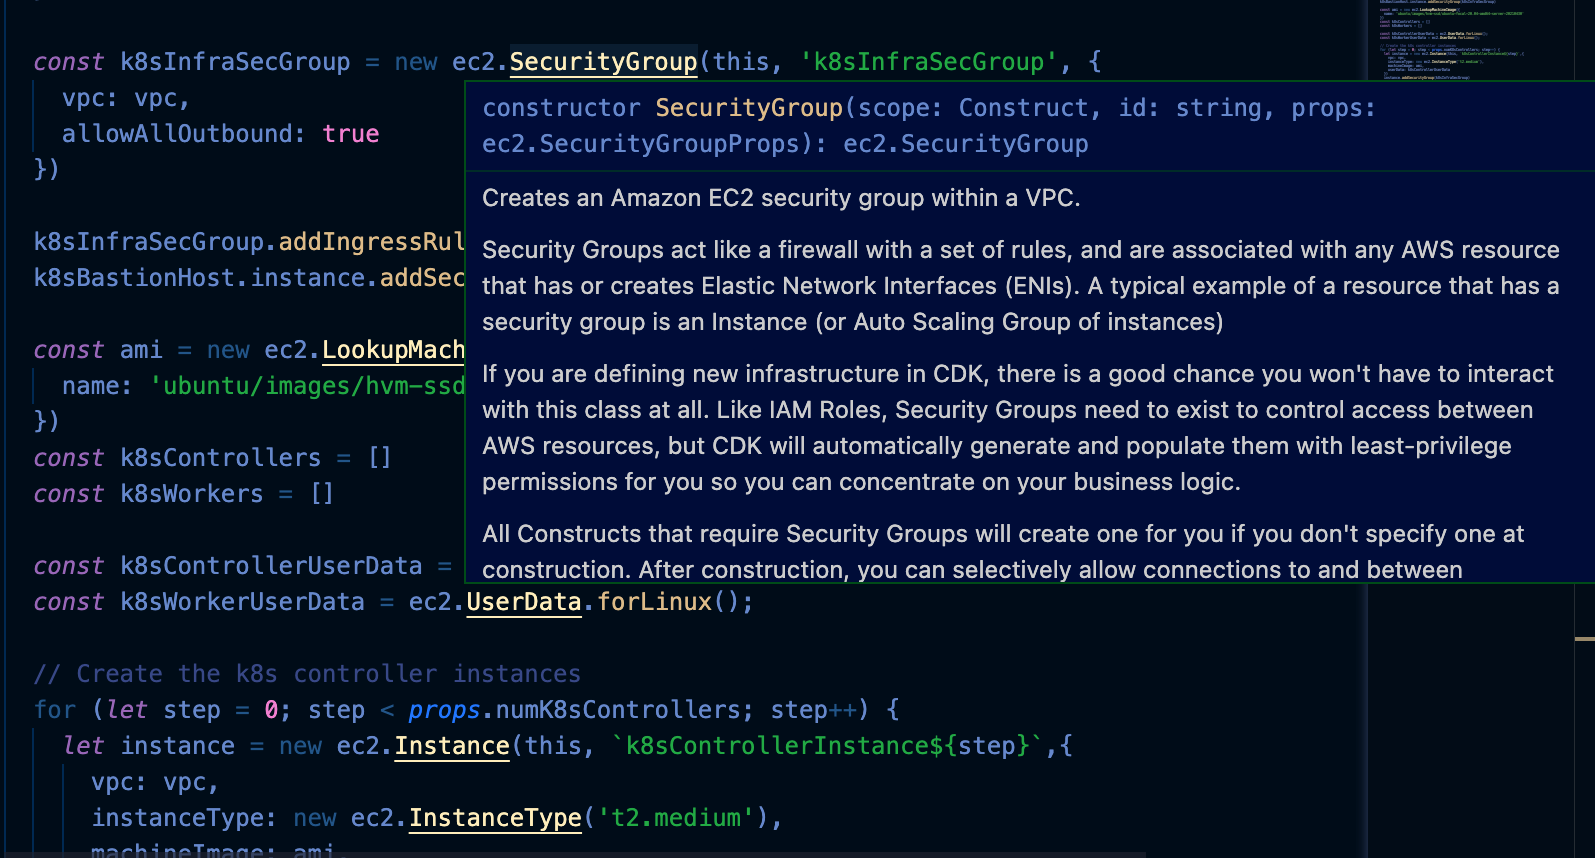 const k8sInfraSecGroup = new ec2.SecurityGroup(this, 'k8sInfraSecGroup', {
vpc: vpc,
allowAllOutbound: true
})
constructor SecurityGroup(scope: Construct, id: string, props:
ec2.SecurityGroupProps): ec2.SecurityGroup
Creates an Amazon EC2 security group within a VPC.
Security Groups act like a firewall with a set of rules, and are associated with any AWS resource
that has or creates Elastic Network Interfaces (ENIs). A typical example of a resource that has a
security group is an Instance (or Auto Scaling Group of instances)
If you are defining new infrastructure in CDK, there is a good chance you won't have to interact
with this class at all. Like IAM Roles, Security Groups need to exist to control access between
AWS resources, but CDK will automatically generate and populate them with least-privilege
permissions for you so you can concentrate on your business logic.
All Constructs that require Security Groups will create one for you if you don't specify one at
construction. After construction, you can selectively allow connections to and between
k8sInfraSecGroup.addIngressRul
k8sBastionHost.instance.addSec
const ami = new ec2.LookupMach
name: 'ubuntu/images/hvm-ssd
})
const k8sControllers = []
const k8sWorkers = []
const k8sControllerUserData =
const k8sWorkerUserData = ec2.UserData.forLinux();
// Create the k8s controller instances
for (let step = 0; step < props.numK8sControllers; step++) {
let instance = new ec2.Instance(this, `k8sControllerInstance${step}`,{
vpc: vpc,
instanceType: new ec2.InstanceType('t2.medium'),
machineImage: ami,